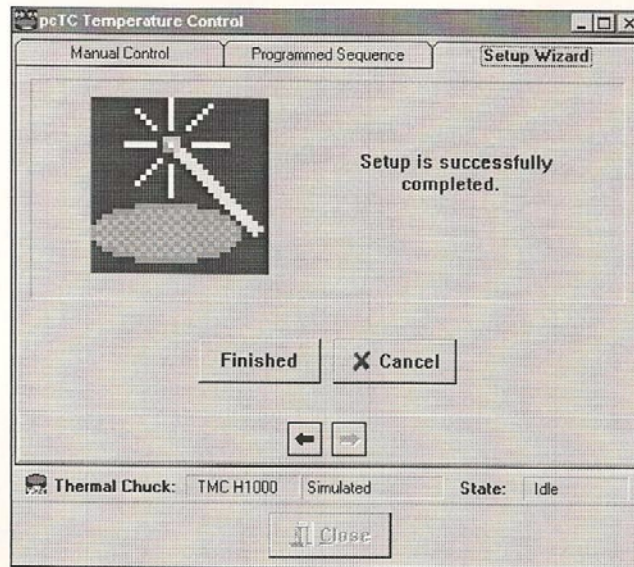 pcTC Temperature Control
Manual Control
Programmed Sequence
Setup Wizard
Setup is successfully
completed.
Finished
Cancel
Thermal Chuck:
TMC H1000
Simulated
State:
Idle
Close